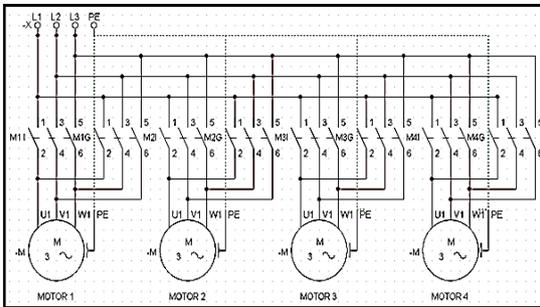 L1 L2 L3 PE
-X
1 3 5 1 3 5 1 3 5 1 3 5 1 3 5 1 3 5 1 3 5 1 3 5
M1I M1G M2I M2G M3I M3G M4I M4G
2 4 6 2 4 6 2 4 6 2 4 6 2 4 6 2 4 6 2 4 6 2 4 6
U1 V1 W1 PE U1 V1 W1 PE U1 V1 W1 PE U1 V1 W1 PE
M M M M
-M -M -M -M
3 3 3 3
MOTOR 1 MOTOR 2 MOTOR 3 MOTOR 4